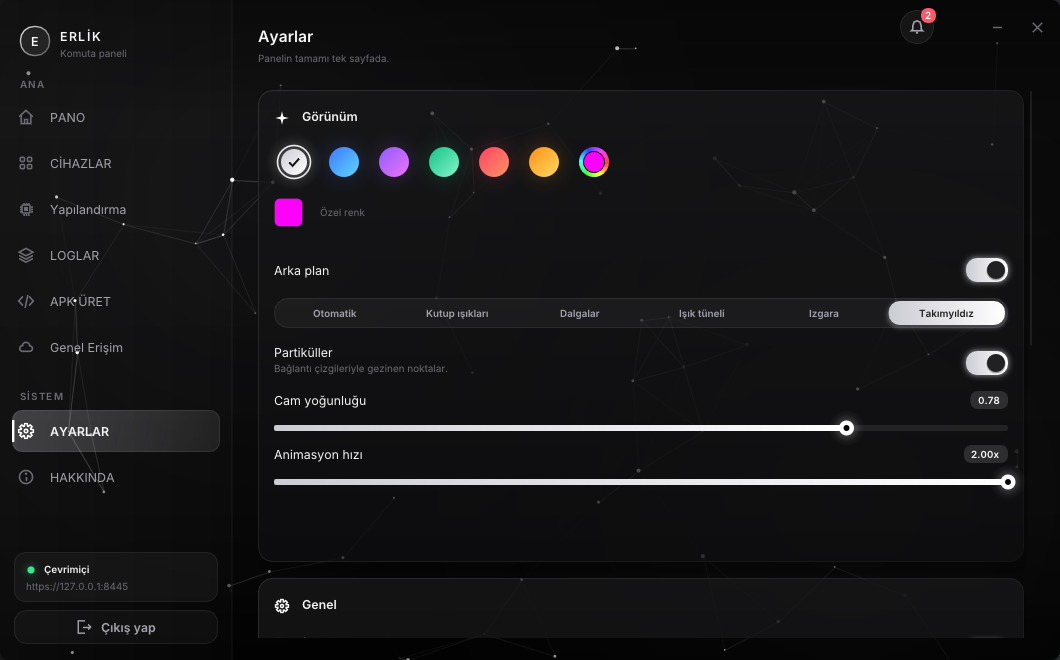 E
ERLİK
Komuta paneli
ANA
PANO
CİHAZLAR
Yapılandırma
LOGLAR
APK ÜRET
Genel Erişim
SİSTEM
AYARLAR
HAKKINDA
Çevrimiçi
https://127.0.0.1:8445
Çıkış yap
Ayarlar
Panelin tamamı tek sayfada.
2
Görünüm
Özel renk
Arka plan
Otomatik Kutup ışıkları Dalgalar Işık tüneli Izgara Takımyıldız
Partiküller
Bağlantı çizgileriyle gezinen noktalar.
Cam yoğunluğu 0.78
Animasyon hızı 2.00x
Genel